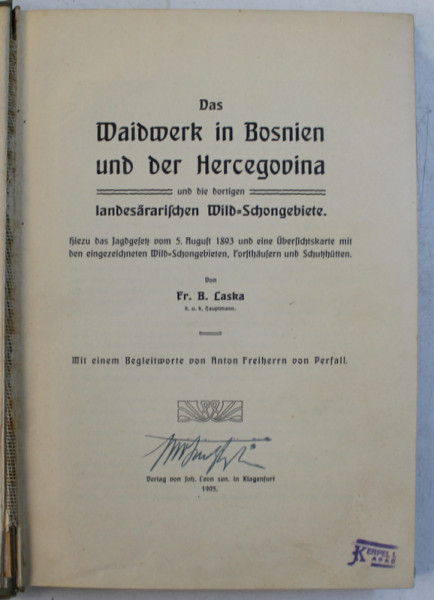 Das
Waidwerk in Bosnien
und der Hercegovina
und die dortigen
landesärarischen Wild=Schongebiete.
Hiezu das Jagdgesetz vom 5. August 1893 und eine Übersichtskarte mit
den eingezeichneten Wild=Schongebieten, Forsthäusern und Schutzhütten.
Von
Fr. B. Laska
k. u. k. Hauptmann.
Mit einem Begleitworte von Anton Freiherrn von Perfall.
Verlag von Joh. Leon sen. in Klagenfurt
1905.
KERPEL I.
ARAD